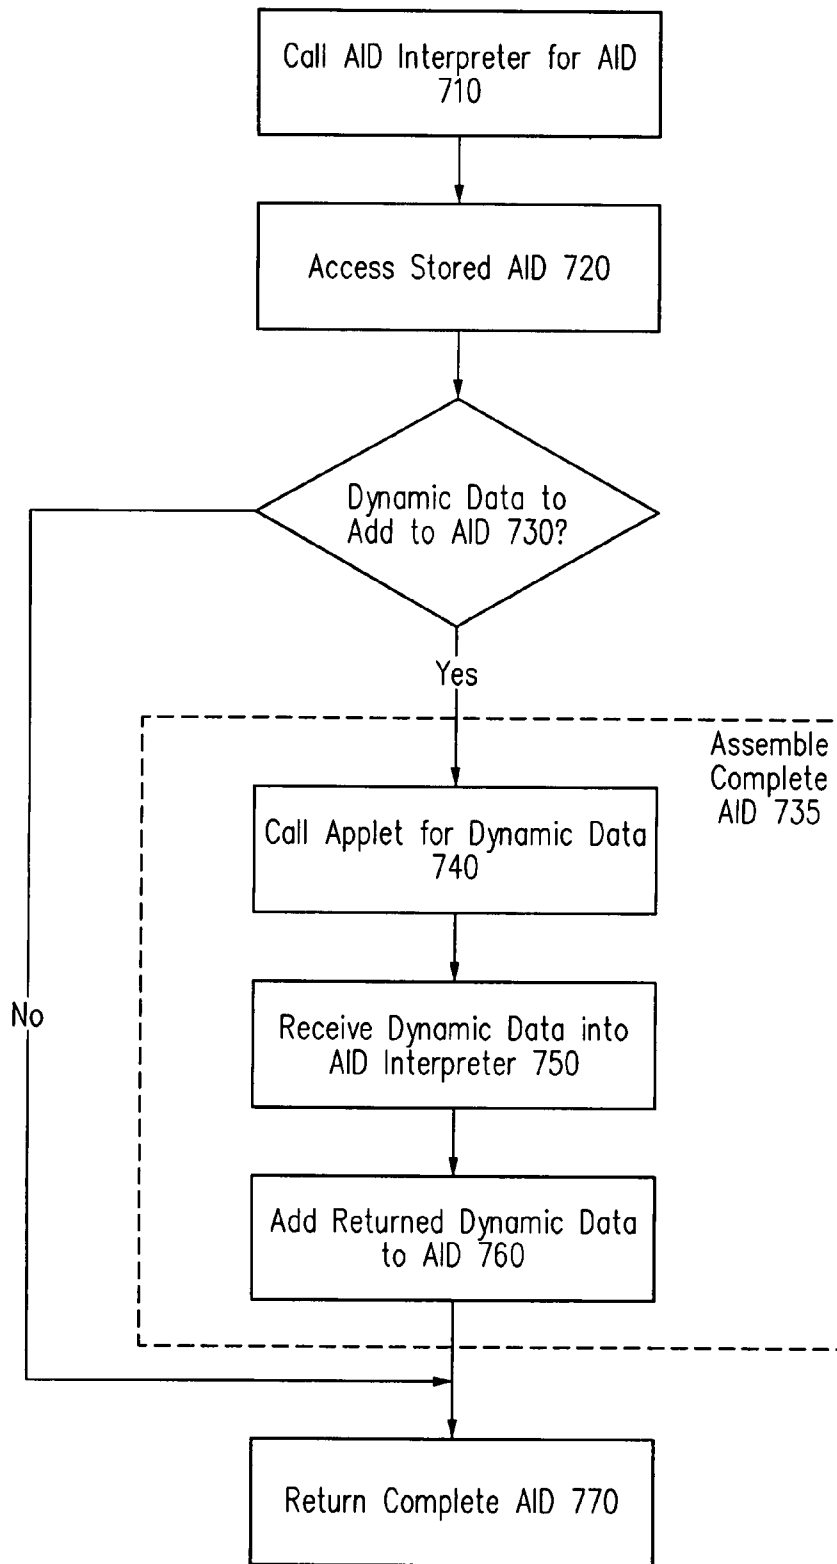 Call AID Interpreter for AID
710
Access Stored AID 720
Dynamic Data to
Add to AID 730?
Yes
Assemble
Complete
AID 735
Call Applet for Dynamic Data
740
No
Receive Dynamic Data into
AID Interpreter 750
Add Returned Dynamic Data
to AID 760
Return Complete AID 770